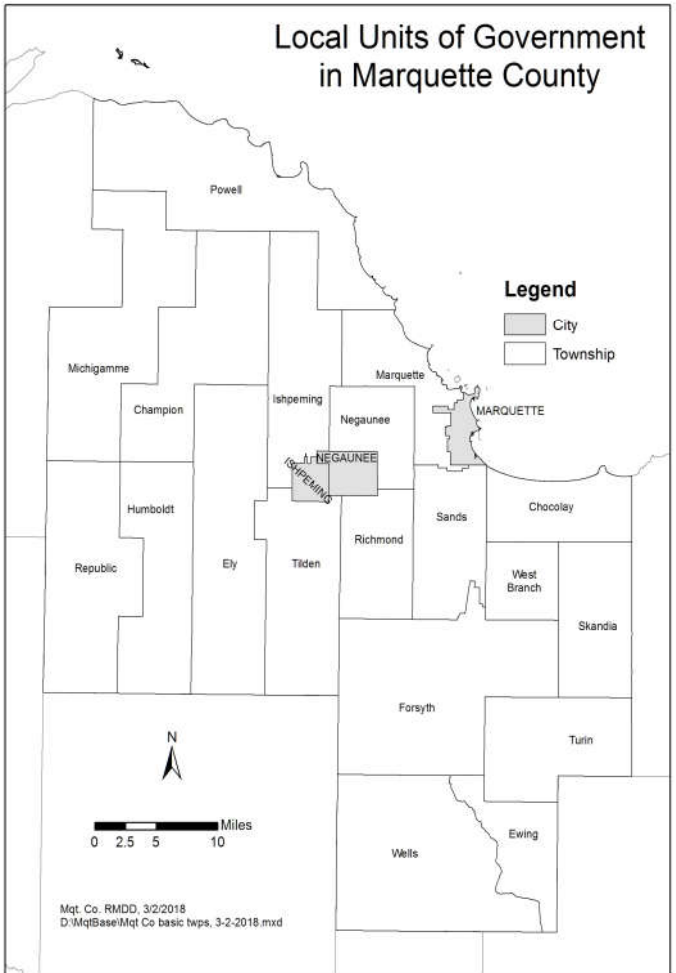 Local Units of Government
in Marquette County
Powell
Legend
City
Township
Michigamme
Marquette
Champion
Ishpeming
MARQUETTE
Negaunee
NEGAUNEE
ISHPEMING
Humboldt
Chocolay
Sands
Richmond
Republic
Ely
Tilden
West
Branch
Skandia
Forsyth
Turin
N
Miles
0 2.5 5 10
Ewing
Wells
Mqt. Co. RMDD, 3/2/2018
D:\MqtBase\Mqt Co basic twps, 3-2-2018.mxd